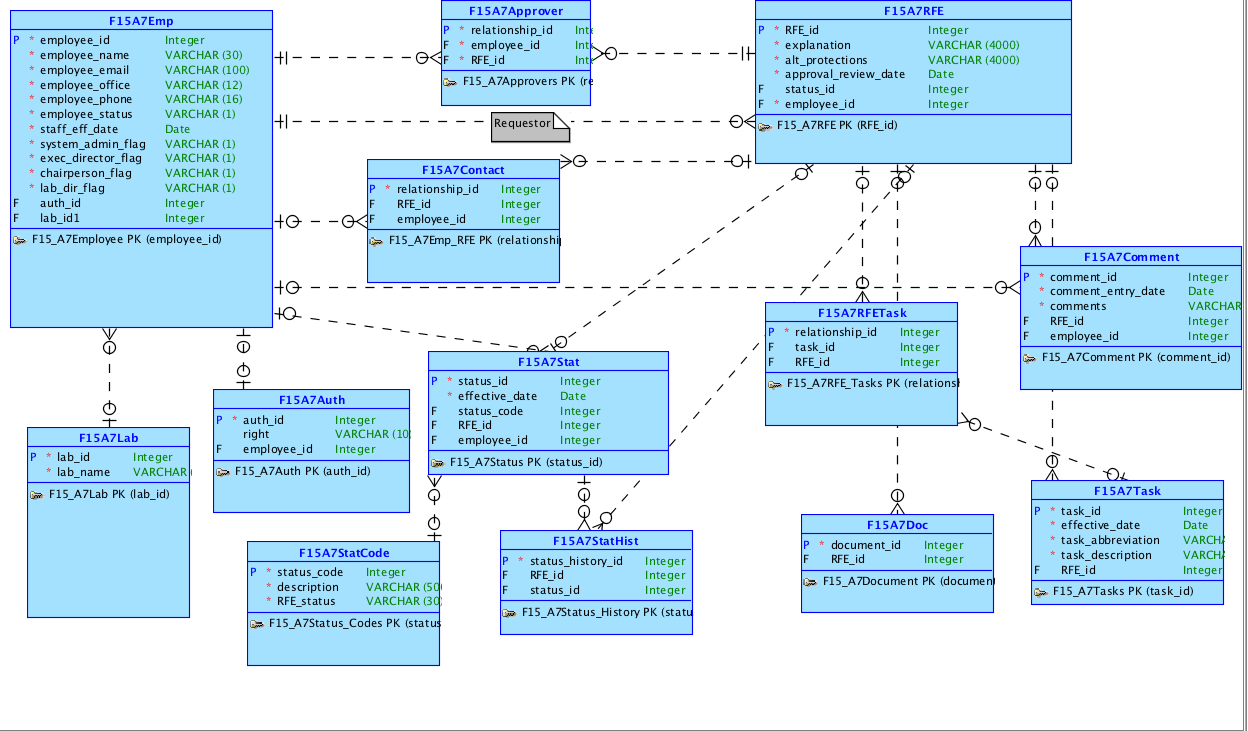 F15A7Emp
P * employee_id Integer
* employee_name VARCHAR (30)
* employee_email VARCHAR (100)
* employee_office VARCHAR (12)
* employee_phone VARCHAR (16)
* employee_status VARCHAR (1)
* staff_eff_date Date
* system_admin_flag VARCHAR (1)
* exec_director_flag VARCHAR (1)
* chairperson_flag VARCHAR (1)
* lab_dir_flag VARCHAR (1)
F auth_id Integer
F lab_id1 Integer
F15_A7Employee PK (employee_id)
F15A7Approver
P * relationship_id Int
F * employee_id Int
F * RFE_id Int
F15_A7Approvers PK (re
F15A7RFE
P * RFE_id Integer
* explanation VARCHAR (4000)
* alt_protections VARCHAR (4000)
* approval_review_date Date
F status_id Integer
F * employee_id Integer
F15_A7RFE PK (RFE_id)
Requestor
F15A7Contact
P * relationship_id Integer
F RFE_id Integer
F employee_id Integer
F15_A7Emp_RFE PK (relationshi
F15A7Comment
P * comment_id Integer
* comment_entry_date Date
* comments VARCHAR
F RFE_id Integer
F employee_id Integer
F15_A7Comment PK (comment_id)
F15A7RFETask
P * relationship_id Integer
F task_id Integer
F RFE_id Integer
F15_A7RFE_Tasks PK (relations
F15A7Stat
P * status_id Integer
* effective_date Date
F status_code Integer
F RFE_id Integer
F employee_id Integer
F15_A7Status PK (status_id)
F15A7Auth
P * auth_id Integer
right VARCHAR (10
F employee_id Integer
F15_A7Auth PK (auth_id)
F15A7Lab
P * lab_id Integer
* lab_name VARCHAR (
F15_A7Lab PK (lab_id)
F15A7StatCode
P * status_code Integer
* description VARCHAR (50
* RFE_status VARCHAR (30
F15_A7Status_Codes PK (status
F15A7StatHist
P * status_history_id Integer
F RFE_id Integer
F status_id Integer
F15_A7Status_History PK (statu
F15A7Doc
P * document_id Integer
F RFE_id Integer
F15_A7Document PK (documen
F15A7Task
P * task_id Integer
* effective_date Date
* task_abbreviation VARCHA
* task_description VARCHA
F RFE_id Integer
F15_A7Tasks PK (task_id)